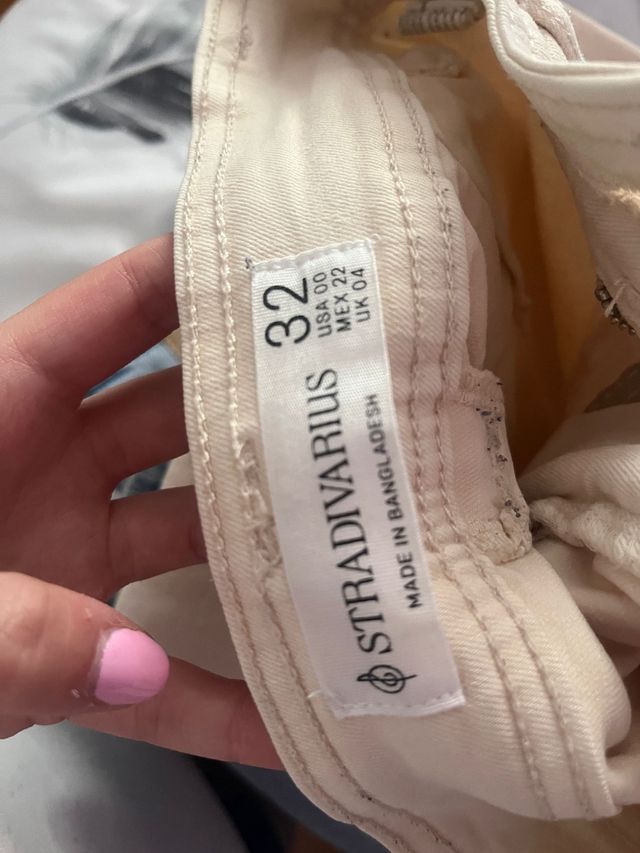 32
USA 00
MEX 22
UK 04
STRADIVARIUS
MADE IN BANGLADESH